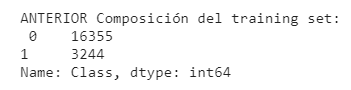 ANTERIOR Composición del training set:
0    16355
1    3244
Name: Class, dtype: int64